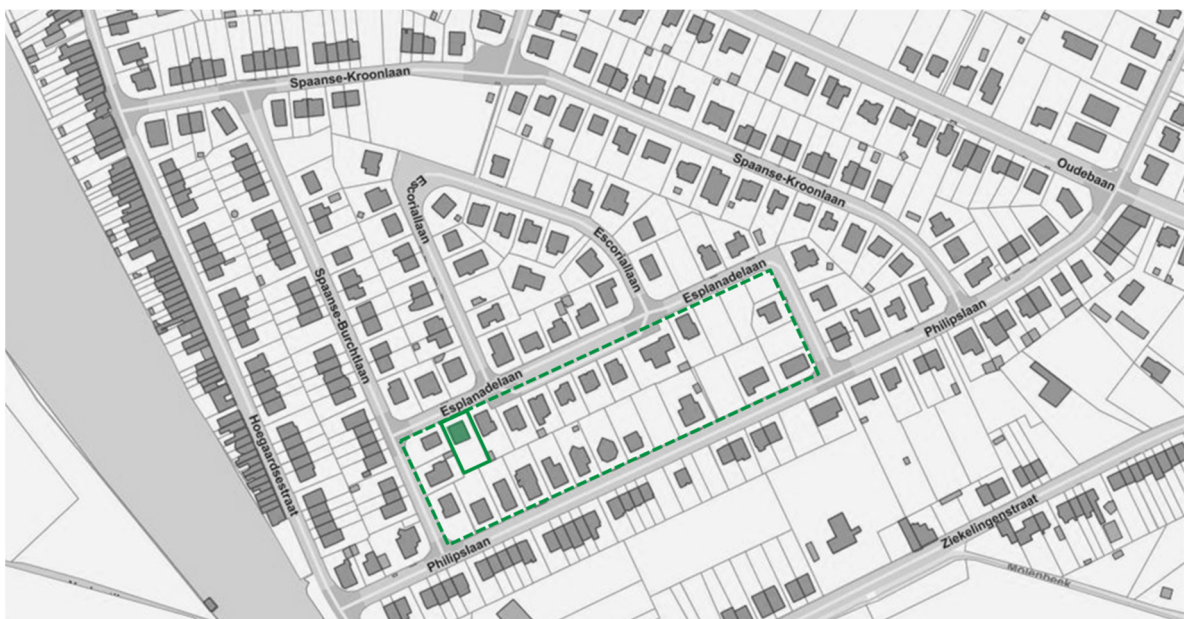 Spaanse-Kroonlaan
Spaanse-Kroonlaan
Oudebaan
Escoriallaan
Escoriallaan
Spaanse-Burchtlaan
Esplanadelaan
Philipslaan
Esplanadelaan
Hoegaardsestraat
Philipslaan
Ziekelingenstraat
Molenbeek